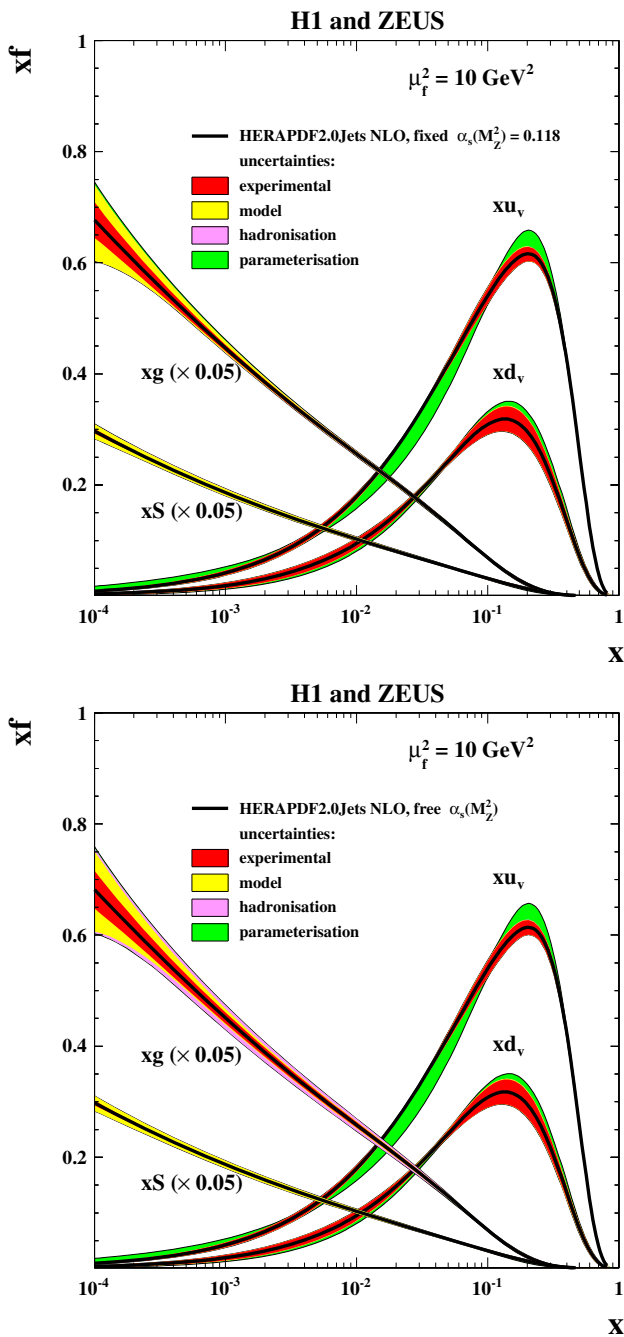 H1 and ZEUS
xf
1
μ_f^2 = 10 GeV^2
HERAPDF2.0Jets NLO, fixed α_s(M_Z^2) = 0.118
uncertainties:
experimental
model
hadronisation
parameterisation
0.8
0.6
0.4
0.2
xu_v
xd_v
xg (× 0.05)
xS (× 0.05)
10^-4
10^-3
10^-2
10^-1
1
x
H1 and ZEUS
xf
1
μ_f^2 = 10 GeV^2
HERAPDF2.0Jets NLO, free α_s(M_Z^2)
uncertainties:
experimental
model
hadronisation
parameterisation
0.8
0.6
0.4
0.2
xu_v
xd_v
xg (× 0.05)
xS (× 0.05)
10^-4
10^-3
10^-2
10^-1
1
x